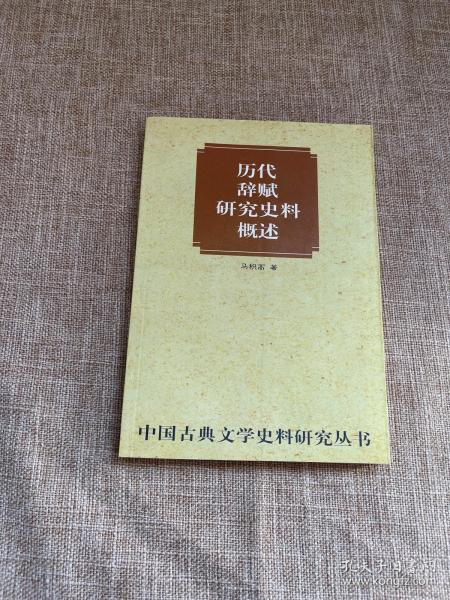 历代
辞赋
研究史料
概述
马积高 著
中国古典文学史料研究丛书
孔夫子旧书网
www.kongfz.com